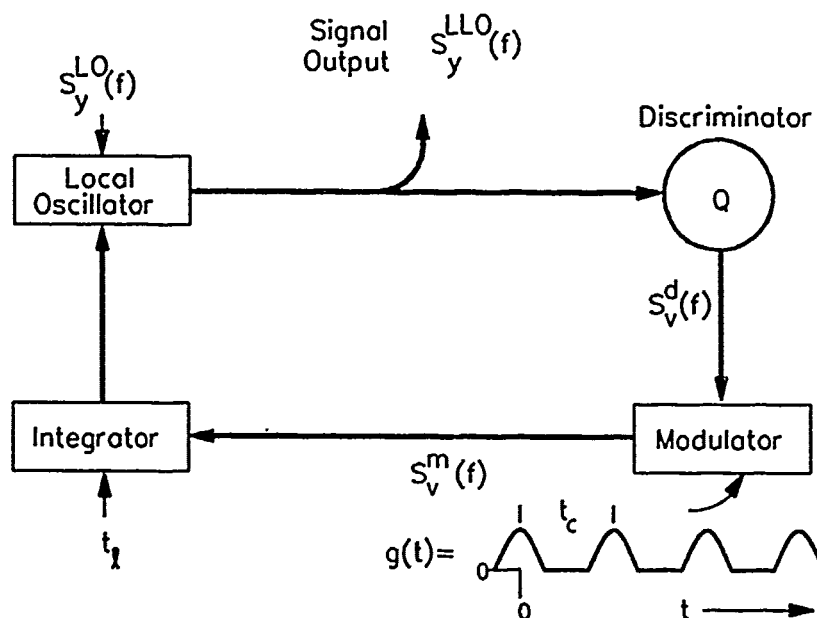 Signal
Output
S_y^LLO(f)
S_y^LO(f)
Discriminator
Local
Oscillator
Q
S_v^d(f)
Integrator
Modulator
S_v^m(f)
t_ℓ
g(t)=
1
t_c
1
0
0
t